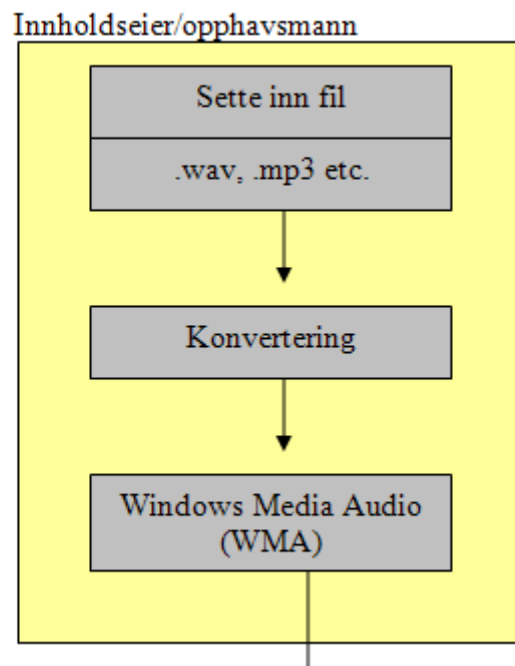 Innholdseier/opphavsmann
Sette inn fil
.wav, .mp3 etc.
Konvertering
Windows Media Audio
(WMA)